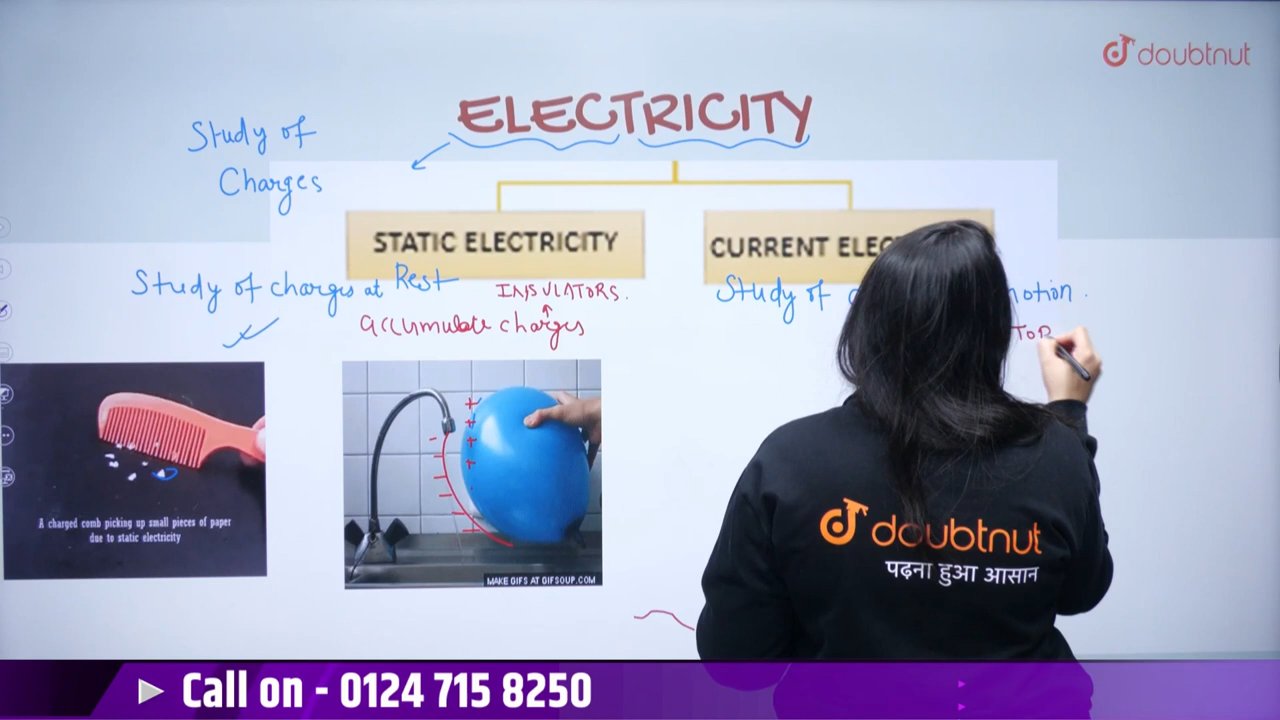 doubtnut
ELECTRICITY
Study of
Charges
STATIC ELECTRICITY
CURRENT ELEC
Study of charges at Rest
INSULATORS.
accumulate charges
Study of
motion.
TOR
A charged comb picking up small pieces of paper
due to static electricity
MAKE GIFS AT GIFSOUP.COM
doubtnut
पढ़ना हुआ आसान
Call on - 0124 715 8250